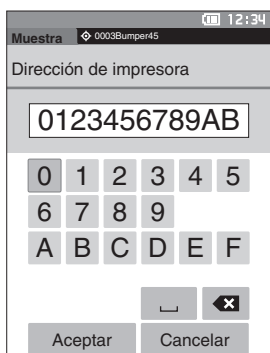 12:34
Muestra 0003Bumper45
Dirección de impresora
0123456789AB
0 1 2 3 4 5
6 7 8 9
A B C D E F
Aceptar Cancelar